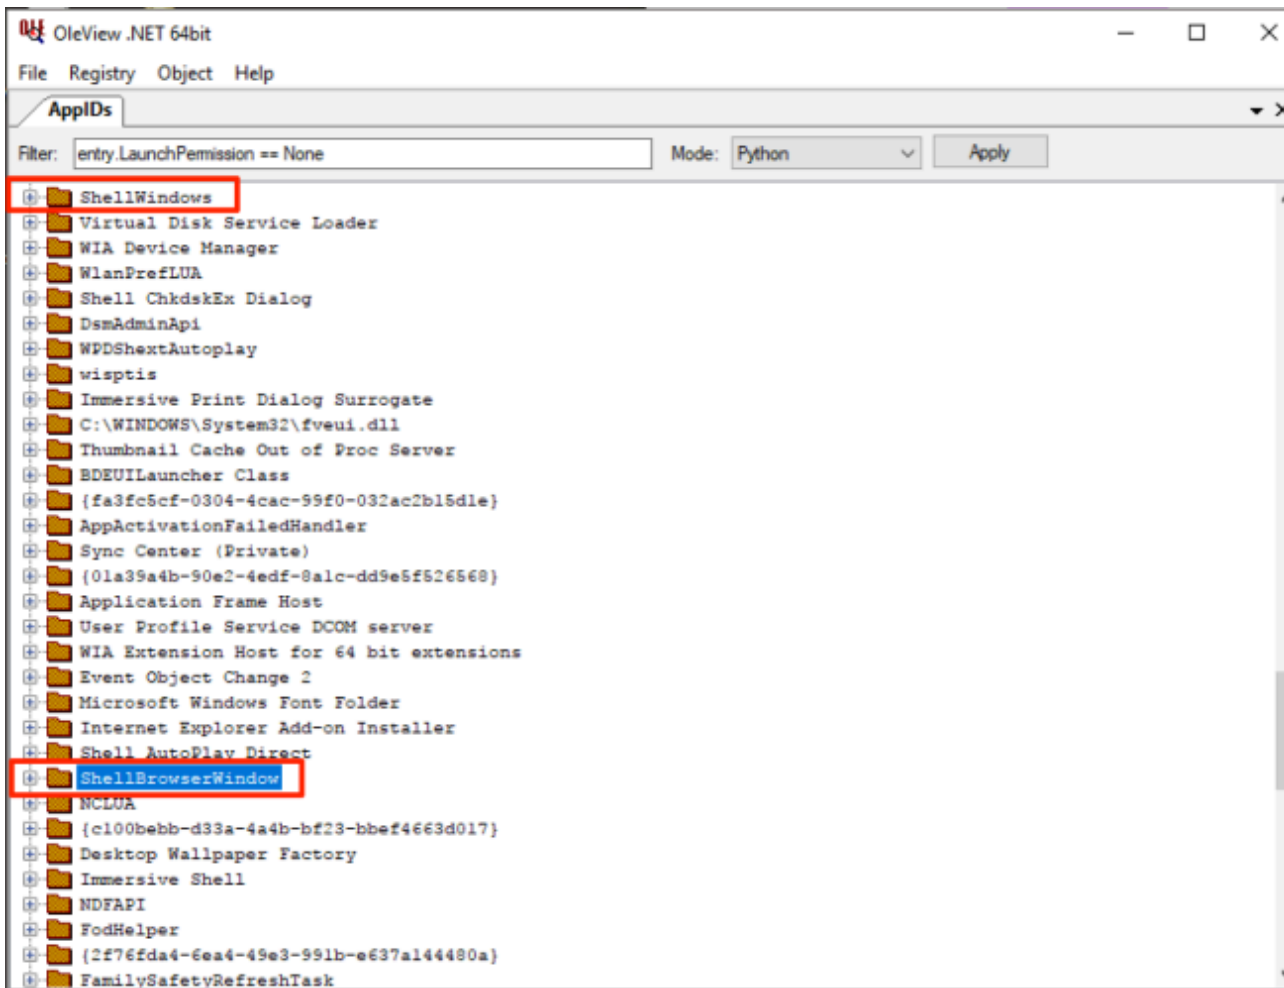 OleView .NET 64bit
File Registry Object Help
AppIDs
Filter: entry.LaunchPermission == None Mode: Python Apply
ShellWindows
Virtual Disk Service Loader
WIA Device Manager
WlanPrefLUA
Shell ChkdskEx Dialog
DsmAdminApi
WPDShextAutoplay
wisptis
Immersive Print Dialog Surrogate
C:\WINDOWS\System32\fveui.dll
Thumbnail Cache Out of Proc Server
BDEUILauncher Class
{fa3fc5cf-0304-4cac-99f0-032ac2b15d1e}
AppActivationFailedHandler
Sync Center (Private)
{01a39a4b-90e2-4edf-8a1c-dd9e5f526568}
Application Frame Host
User Profile Service DCOM server
WIA Extension Host for 64 bit extensions
Event Object Change 2
Microsoft Windows Font Folder
Internet Explorer Add-on Installer
Shell AutoPlay Direct
ShellBrowserWindow
NCLUA
{c100bebb-d33a-4a4b-bf23-bbef4663d017}
Desktop Wallpaper Factory
Immersive Shell
NDFAPI
FodHelper
{2f76fda4-6ea4-49e3-991b-e637a144480a}
FamilySafetyRefreshTask